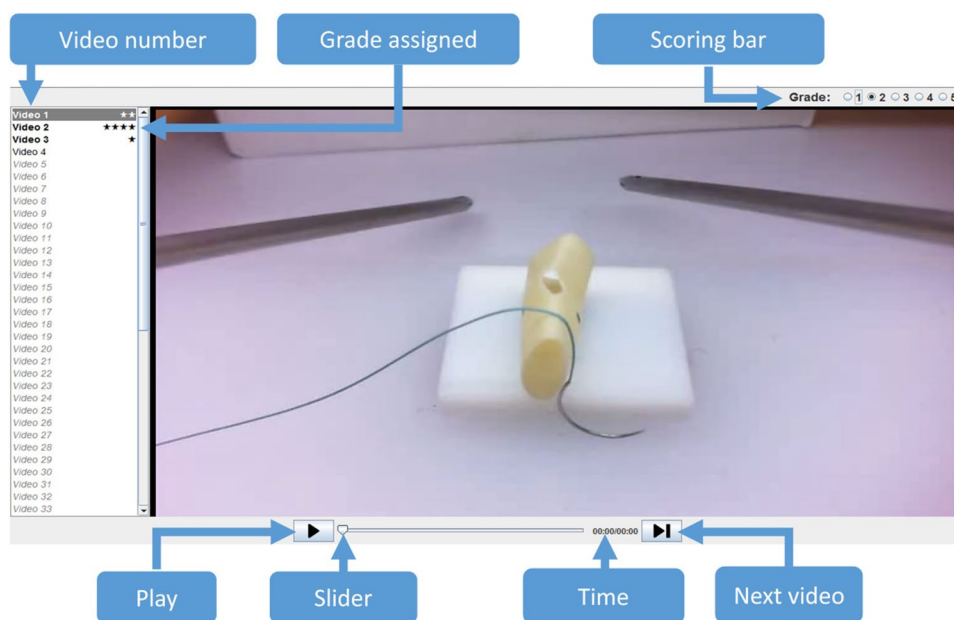 Video number
Grade assigned
Scoring bar
Grade: 1 2 3 4 5
Video 1 ★★
Video 2 ★★★★
Video 3 ★
Video 4
Video 5
Video 6
Video 7
Video 8
Video 9
Video 10
Video 11
Video 12
Video 13
Video 14
Video 15
Video 16
Video 17
Video 18
Video 19
Video 20
Video 21
Video 22
Video 23
Video 24
Video 25
Video 26
Video 27
Video 28
Video 29
Video 30
Video 31
Video 32
Video 33
00:00/00:00
Play
Slider
Time
Next video